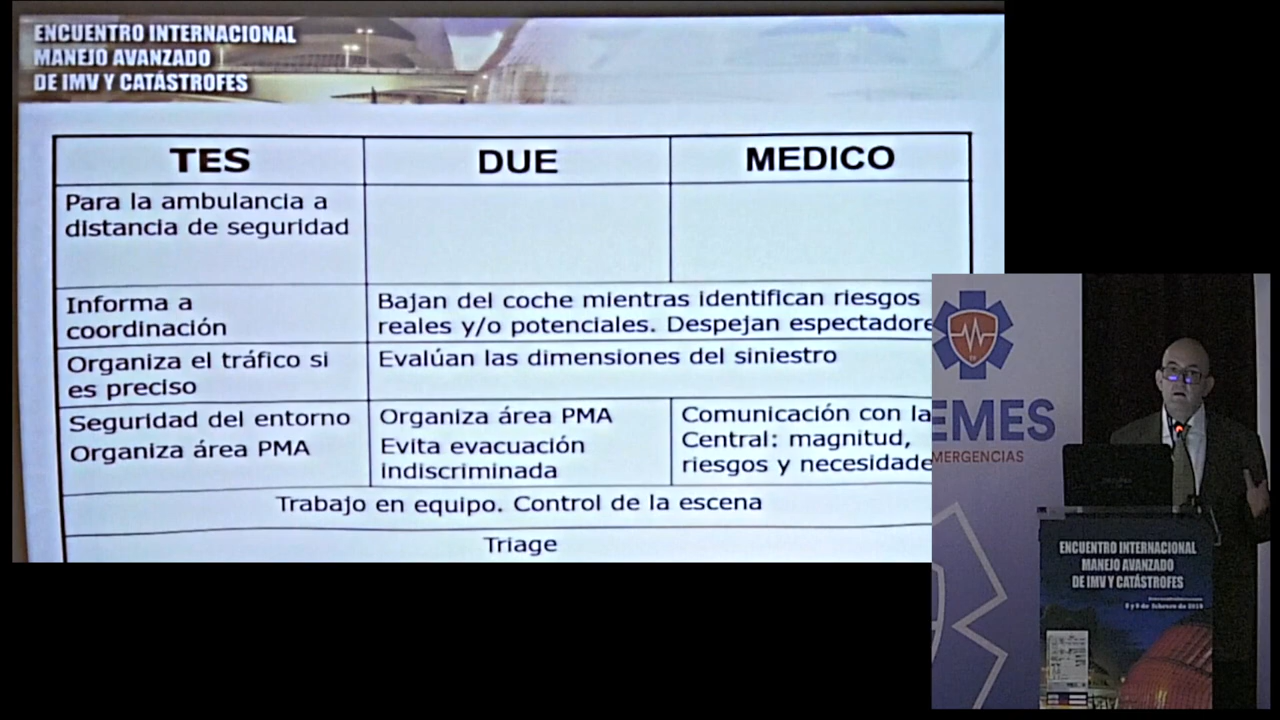 ENCUENTRO INTERNACIONAL
MANEJO AVANZADO
DE IMV Y CATÁSTROFES
TES
DUE
MEDICO
Para la ambulancia a
distancia de seguridad
Informa a
coordinación
Bajan del coche mientras identifican riesgos
reales y/o potenciales. Despejan espectadore
Organiza el tráfico si
es preciso
Evalúan las dimensiones del siniestro
Seguridad del entorno
Organiza área PMA
Organiza área PMA
Evita evacuación
indiscriminada
Comunicación con la
Central: magnitud,
riesgos y necesidade
Trabajo en equipo. Control de la escena
Triage
EMES
MERGENCIAS
ENCUENTRO INTERNACIONAL
MANEJO AVANZADO
DE IMV Y CATÁSTROFES